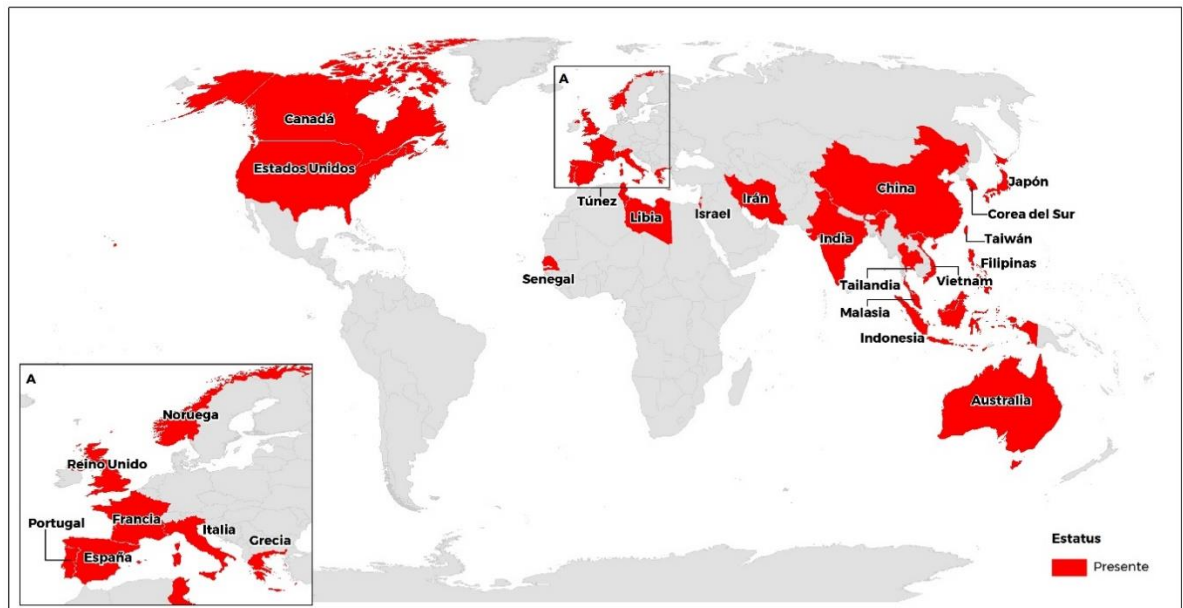 A
Canadá
Estados Unidos
Túnez
Libia
Israel
Irán
China
Japón
Corea del Sur
India
Taiwán
Filipinas
Senegal
Tailandia
Vietnam
Malasia
Indonesia
Australia
A
Noruega
Reino Unido
Portugal
Francia
Italia
España
Grecia
Estatus
Presente